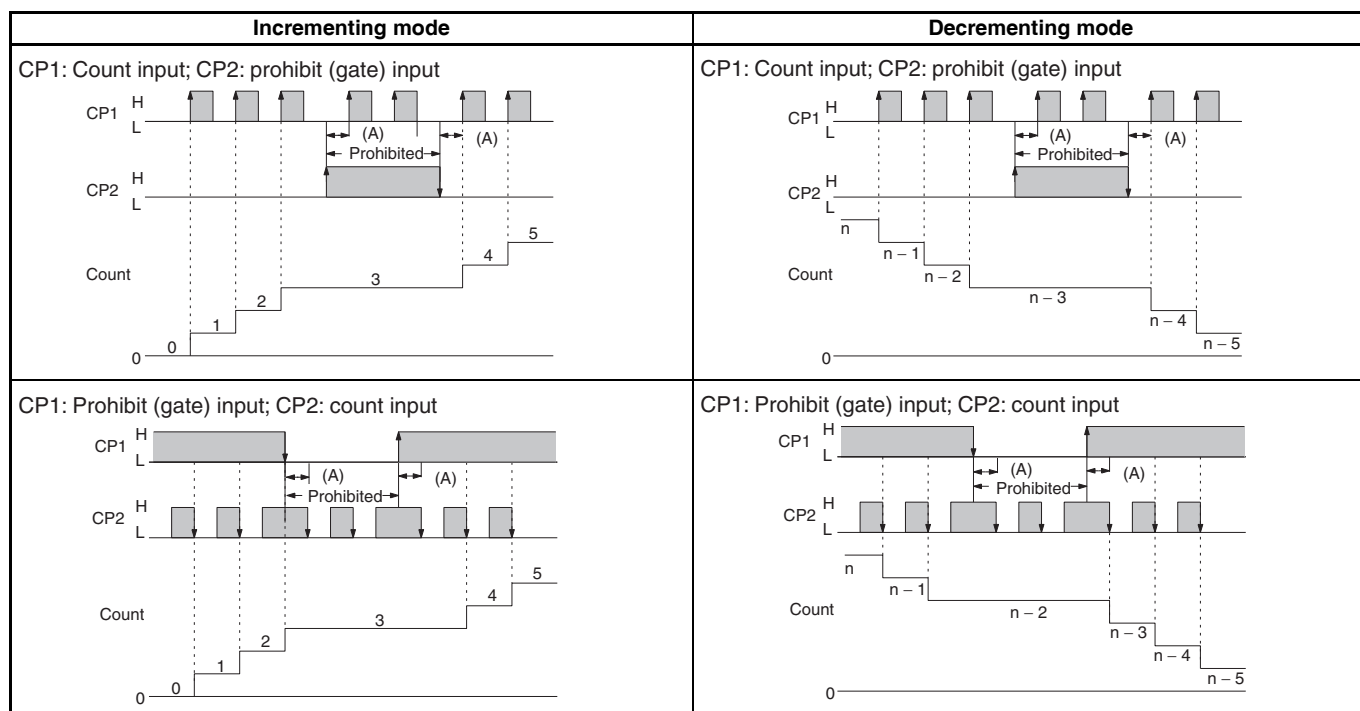 Incrementing mode
Decrementing mode
CP1: Count input; CP2: prohibit (gate) input
CP1 H
L
(A)
(A)
Prohibited
CP2 H
L
Count
0
0
1
2
3
4
5
CP1: Count input; CP2: prohibit (gate) input
CP1 H
L
(A)
(A)
Prohibited
CP2 H
L
Count
n
n − 1
n − 2
n − 3
n − 4
n − 5
0
CP1: Prohibit (gate) input; CP2: count input
CP1 H
L
(A)
(A)
Prohibited
CP2 H
L
Count
0
0
1
2
3
4
5
CP1: Prohibit (gate) input; CP2: count input
CP1 H
L
(A)
(A)
Prohibited
CP2 H
L
Count
n
n − 1
n − 2
n − 3
n − 4
n − 5
0